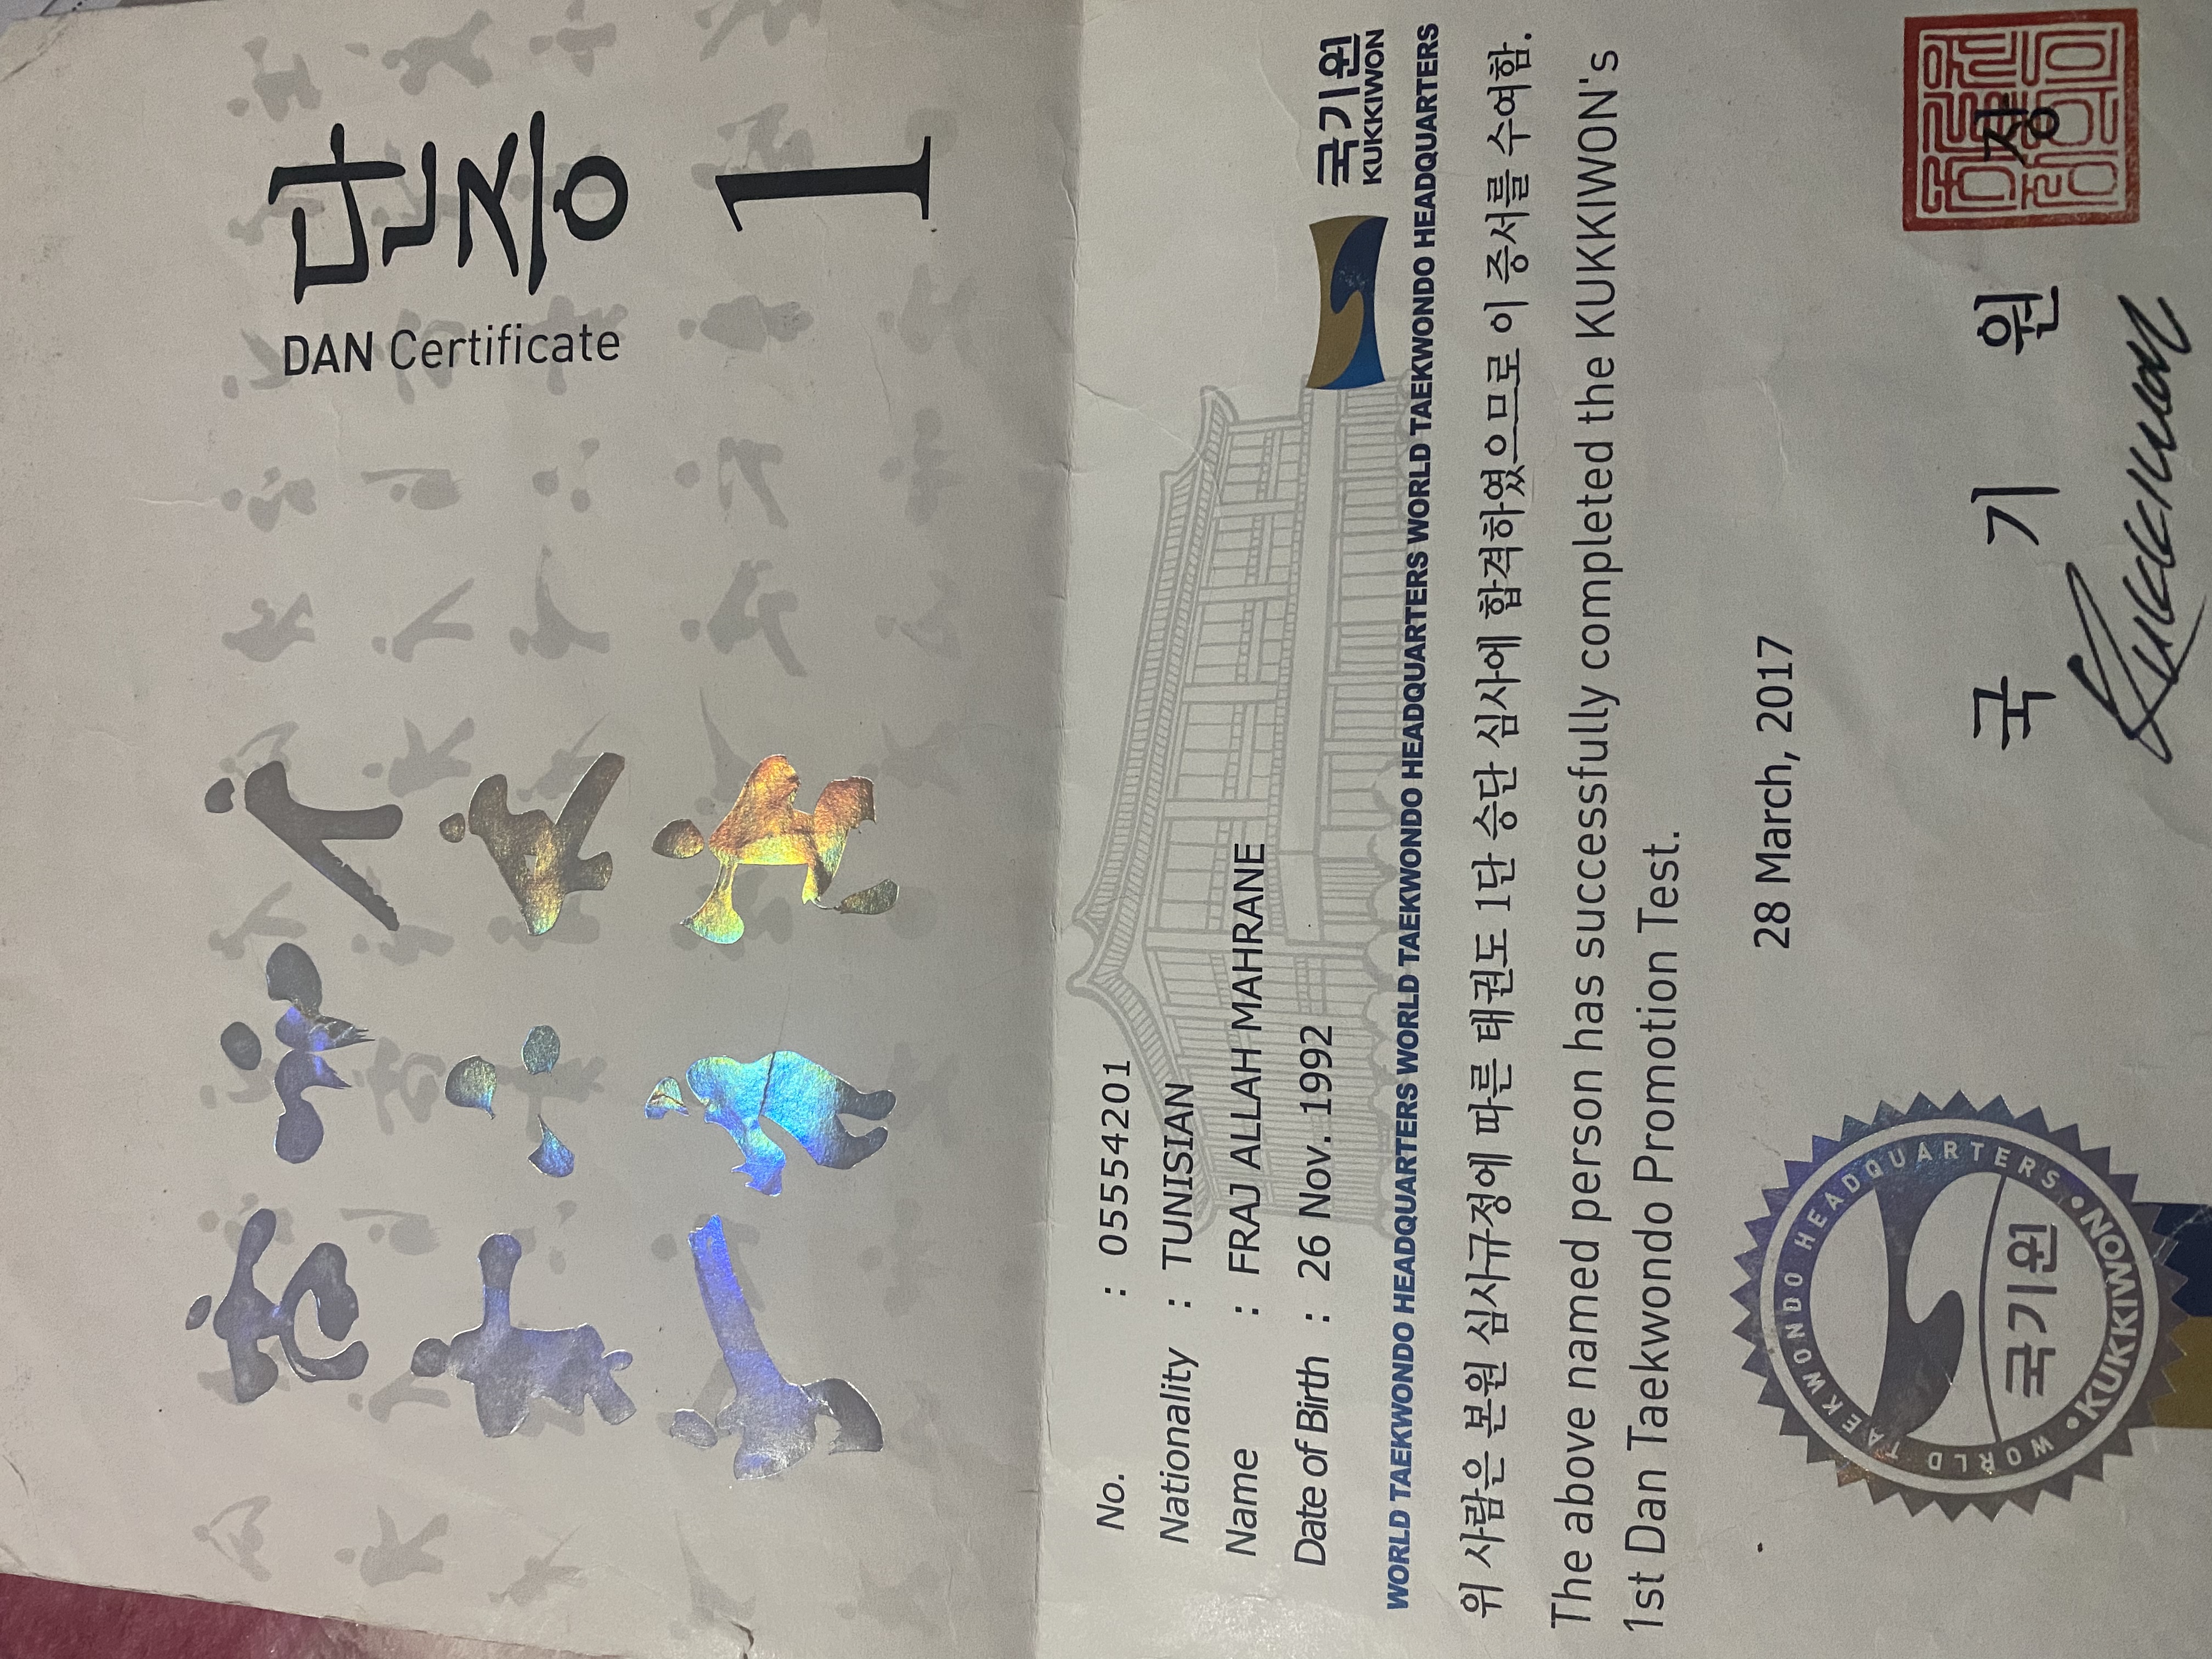 단증
DAN Certificate
1
No. : 05554201
Nationality : TUNISIAN
Name : FRAJ ALLAH MAHRANE
Date of Birth : 26 Nov. 1992
국기원
KUKKIWON
WORLD TAEKWONDO HEADQUARTERS WORLD TAEKWONDO HEADQUARTERS WORLD TAEKWONDO HEADQUARTERS WORLD TAEKWONDO HEADQUARTERS
위 사람은 본원 심사규정에 따른 태권도 1단 승단 심사에 합격하였으므로 이 증서를 수여함.
The above named person has successfully completed the KUKKIWON's
1st Dan Taekwondo Promotion Test.
28 March, 2017
국 기 원 장
Kukkiwon
WORLD TAEKWONDO HEADQUARTERS
국기원
•KUKKIWON•